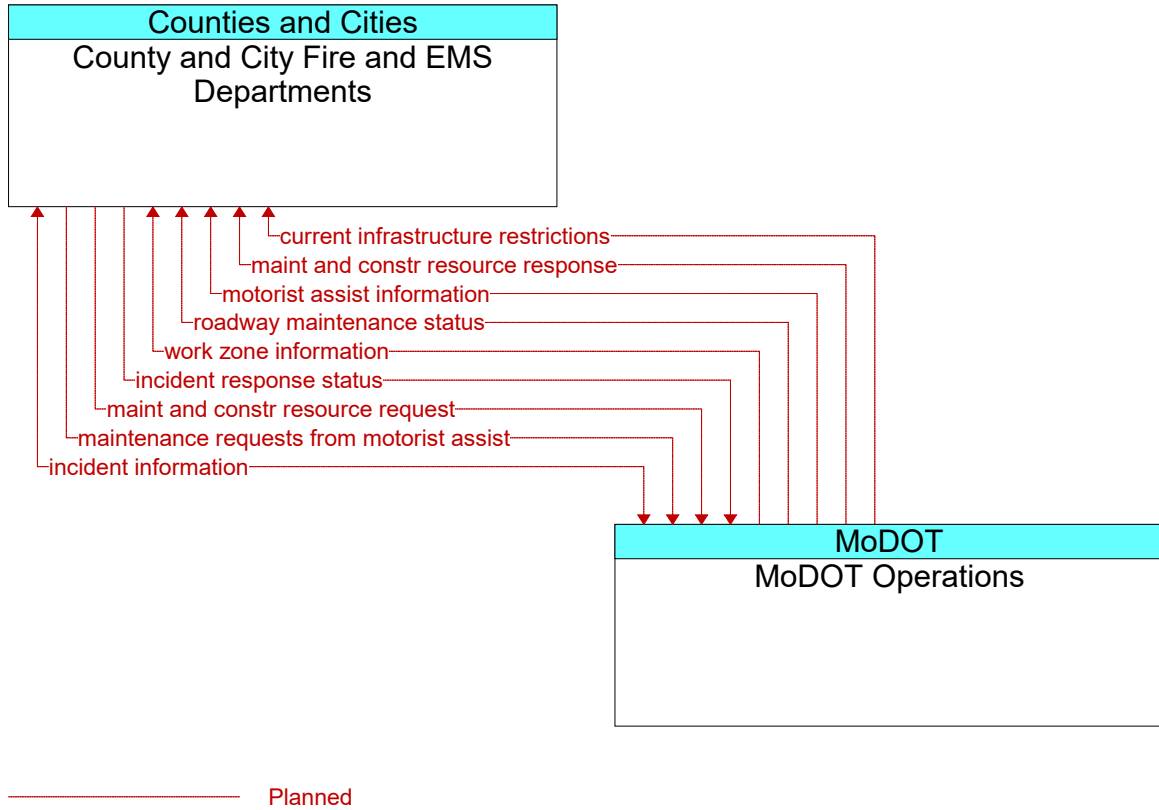 Counties and Cities
County and City Fire and EMS
Departments
current infrastructure restrictions
maint and constr resource response
motorist assist information
roadway maintenance status
work zone information
incident response status
maint and constr resource request
maintenance requests from motorist assist
incident information
MoDOT
MoDOT Operations
Planned